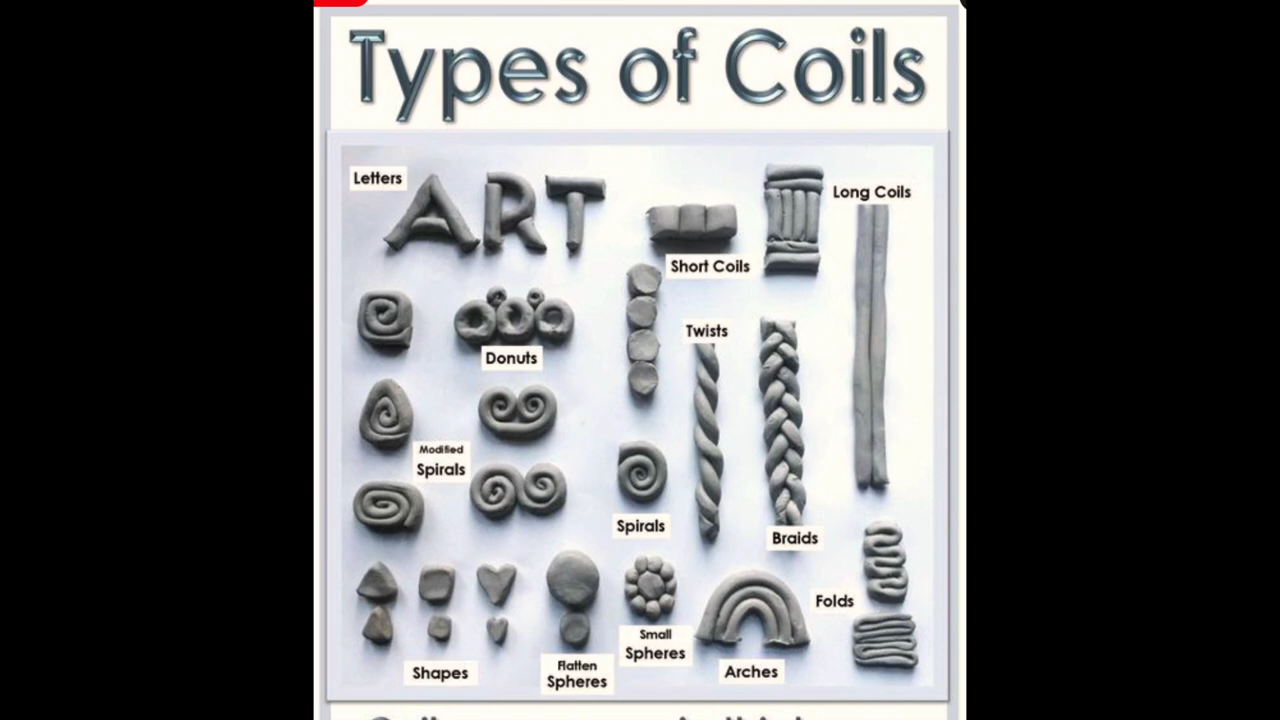 Types of Coils
Letters
ART
Long Coils
Short Coils
Twists
Donuts
Modified
Spirals
Spirals
Braids
Folds
Small
Spheres
Flatten
Spheres
Arches
Shapes